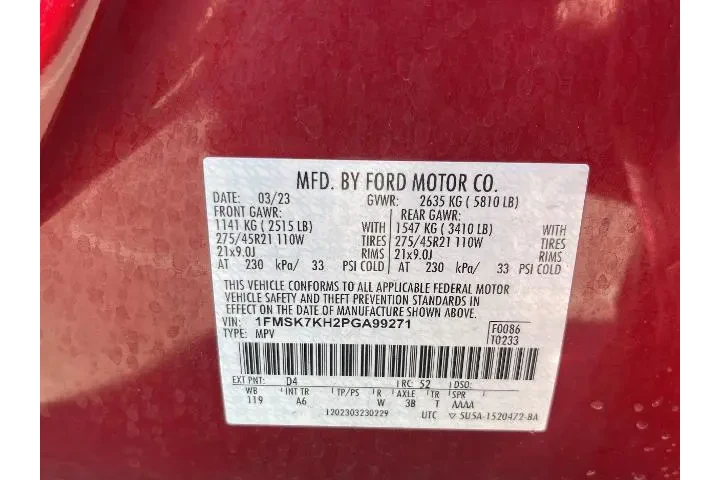 MFD. BY FORD MOTOR CO.
DATE: 03/23 GVWR: 2635 KG ( 5810 LB)
FRONT GAWR: REAR GAWR:
1141 KG ( 2515 LB) WITH 1547 KG ( 3410 LB) WITH
275/45R21 110W TIRES 275/45R21 110W TIRES
21x9.0J RIMS 21x9.0J RIMS
AT 230 kPa/ 33 PSI COLD AT 230 kPa/ 33 PSI COLD
THIS VEHICLE CONFORMS TO ALL APPLICABLE FEDERAL MOTOR
VEHICLE SAFETY AND THEFT PREVENTION STANDARDS IN
EFFECT ON THE DATE OF MANUFACTURE SHOWN ABOVE.
VIN: 1FMSK7KH2PGA99271 F0086
TYPE: MPV T0233
EXT PNT: D4 RC: 52 DSO:
WB INT TR TP/PS R AXLE TR SPR
119 A6 W 3B T AAAA
1202303230229 UTC ▽ 5U5A-1520472-BA